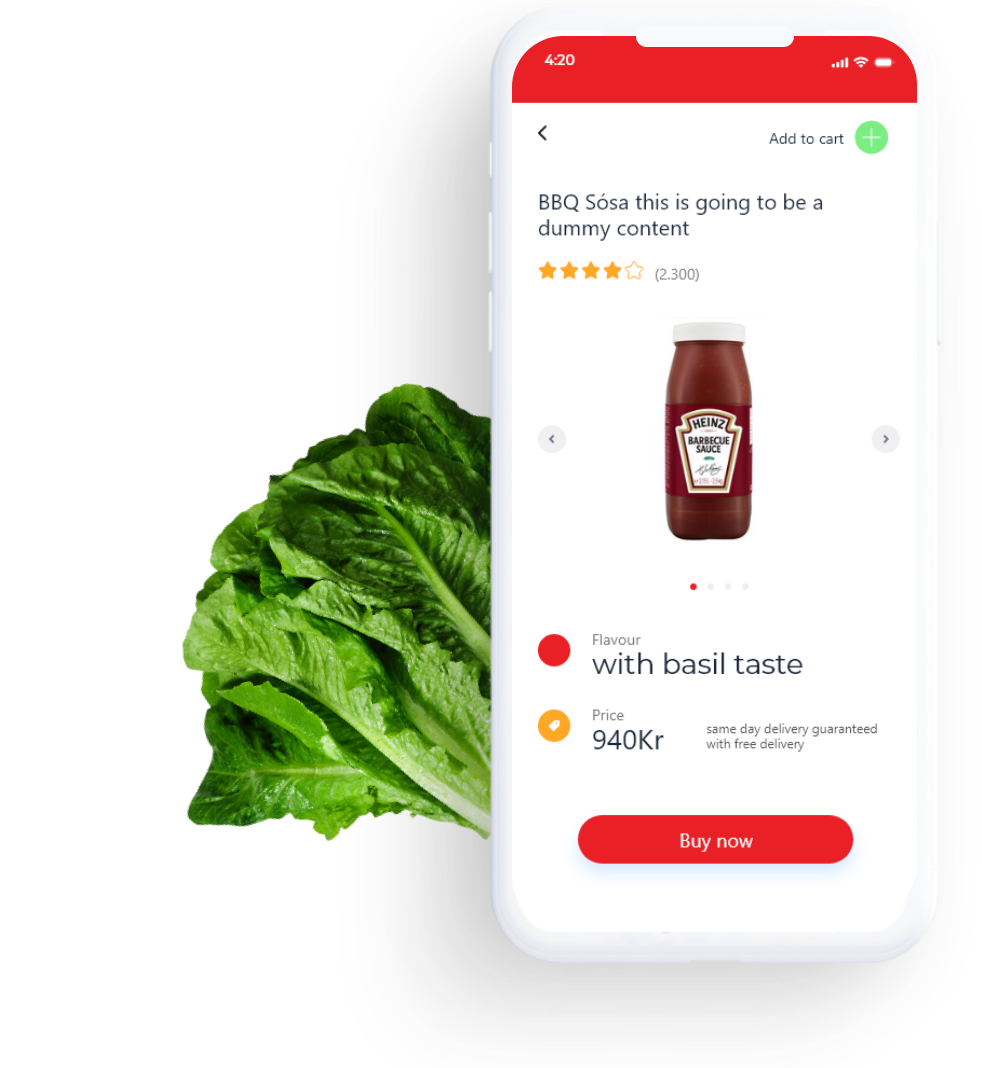 4:20
Add to cart
BBQ Sósa this is going to be a
dummy content
(2.300)
HEINZ
BARBECUE
SAUCE
Flavour
with basil taste
Price
940Kr
same day delivery guaranteed
with free delivery
Buy now